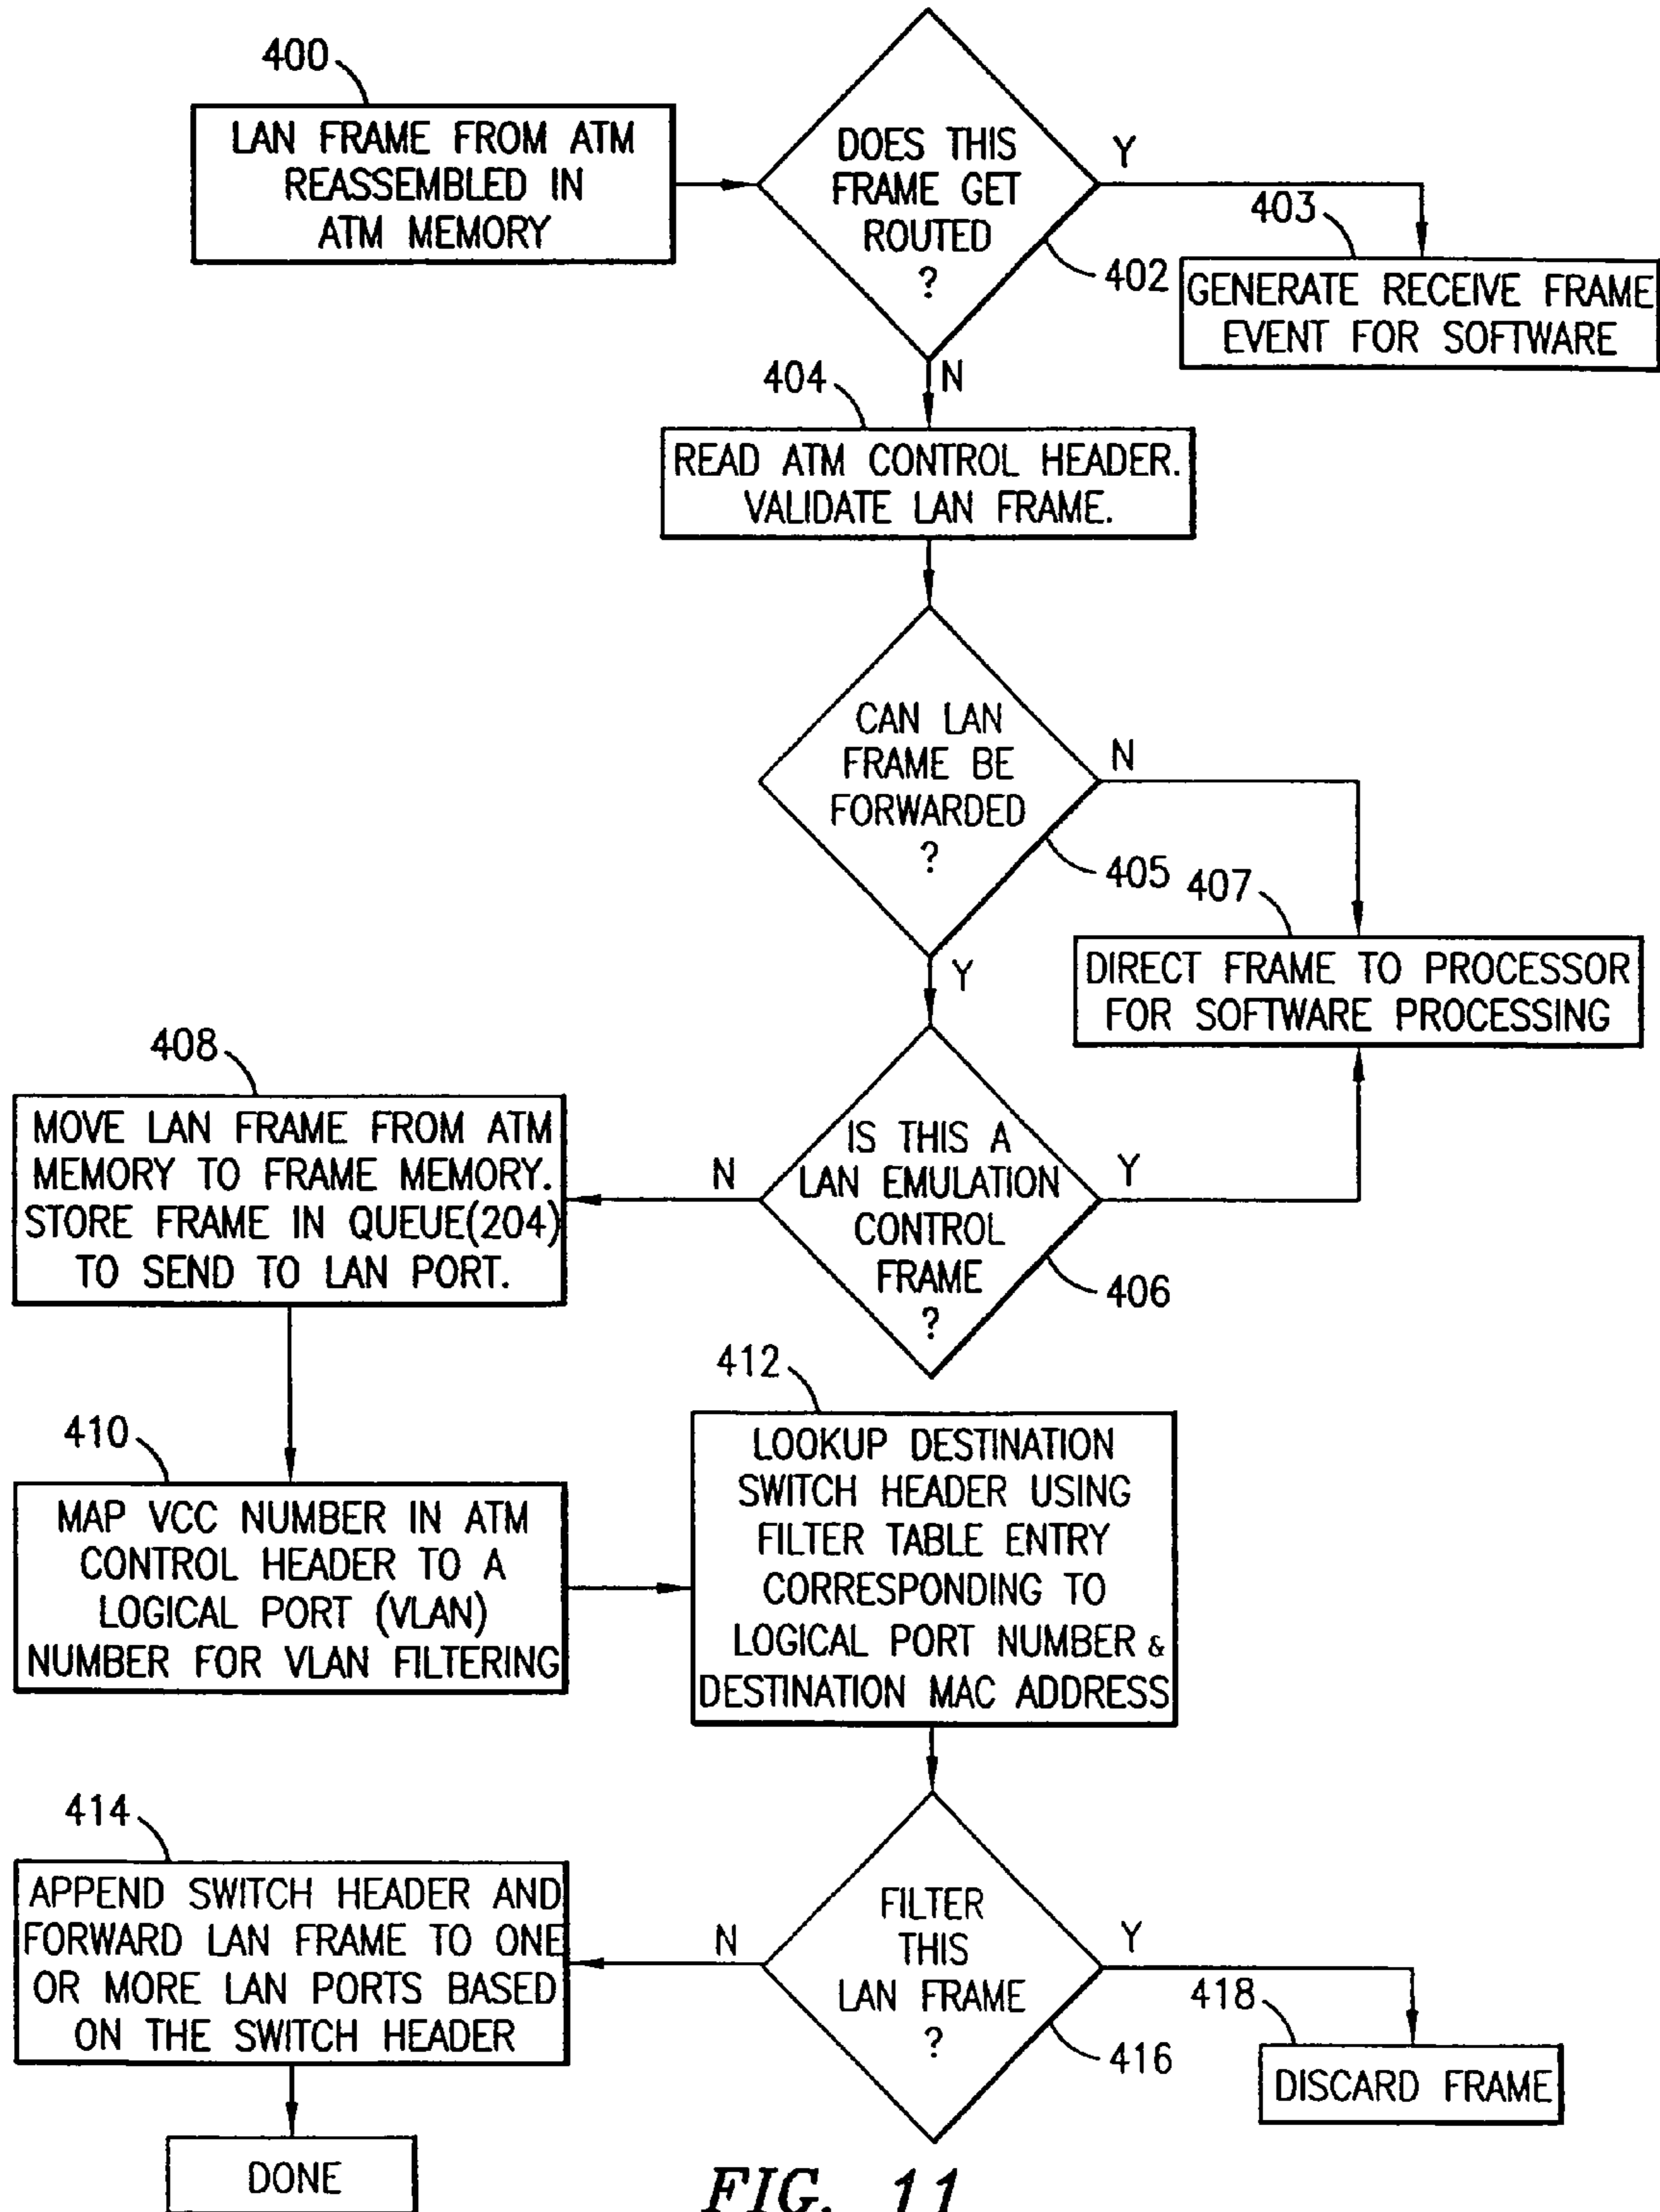 400
LAN FRAME FROM ATM
REASSEMBLED IN
ATM MEMORY
DOES THIS
FRAME GET
ROUTED
?
402
Y
403
GENERATE RECEIVE FRAME
EVENT FOR SOFTWARE
N
404
READ ATM CONTROL HEADER.
VALIDATE LAN FRAME.
CAN LAN
FRAME BE
FORWARDED
?
405
N
407
DIRECT FRAME TO PROCESSOR
FOR SOFTWARE PROCESSING
Y
IS THIS A
LAN EMULATION
CONTROL
FRAME
?
406
Y
N
408
MOVE LAN FRAME FROM ATM
MEMORY TO FRAME MEMORY.
STORE FRAME IN QUEUE(204)
TO SEND TO LAN PORT.
410
MAP VCC NUMBER IN ATM
CONTROL HEADER TO A
LOGICAL PORT (VLAN)
NUMBER FOR VLAN FILTERING
412
LOOKUP DESTINATION
SWITCH HEADER USING
FILTER TABLE ENTRY
CORRESPONDING TO
LOGICAL PORT NUMBER &
DESTINATION MAC ADDRESS
FILTER
THIS
LAN FRAME
?
416
Y
418
DISCARD FRAME
N
414
APPEND SWITCH HEADER AND
FORWARD LAN FRAME TO ONE
OR MORE LAN PORTS BASED
ON THE SWITCH HEADER
DONE
FIG. 11